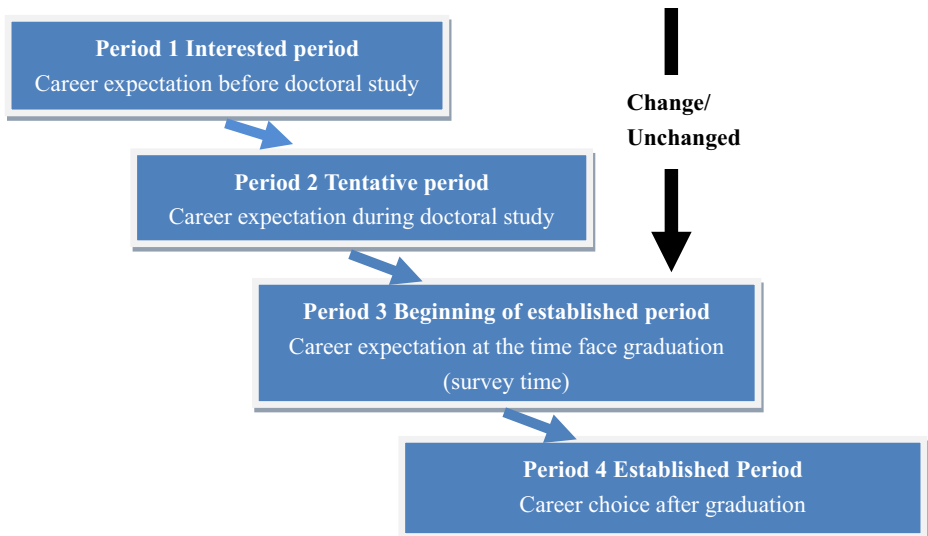 Period 1 Interested period
Career expectation before doctoral study
Change/
Unchanged
Period 2 Tentative period
Career expectation during doctoral study
Period 3 Beginning of established period
Career expectation at the time face graduation
(survey time)
Period 4 Established Period
Career choice after graduation